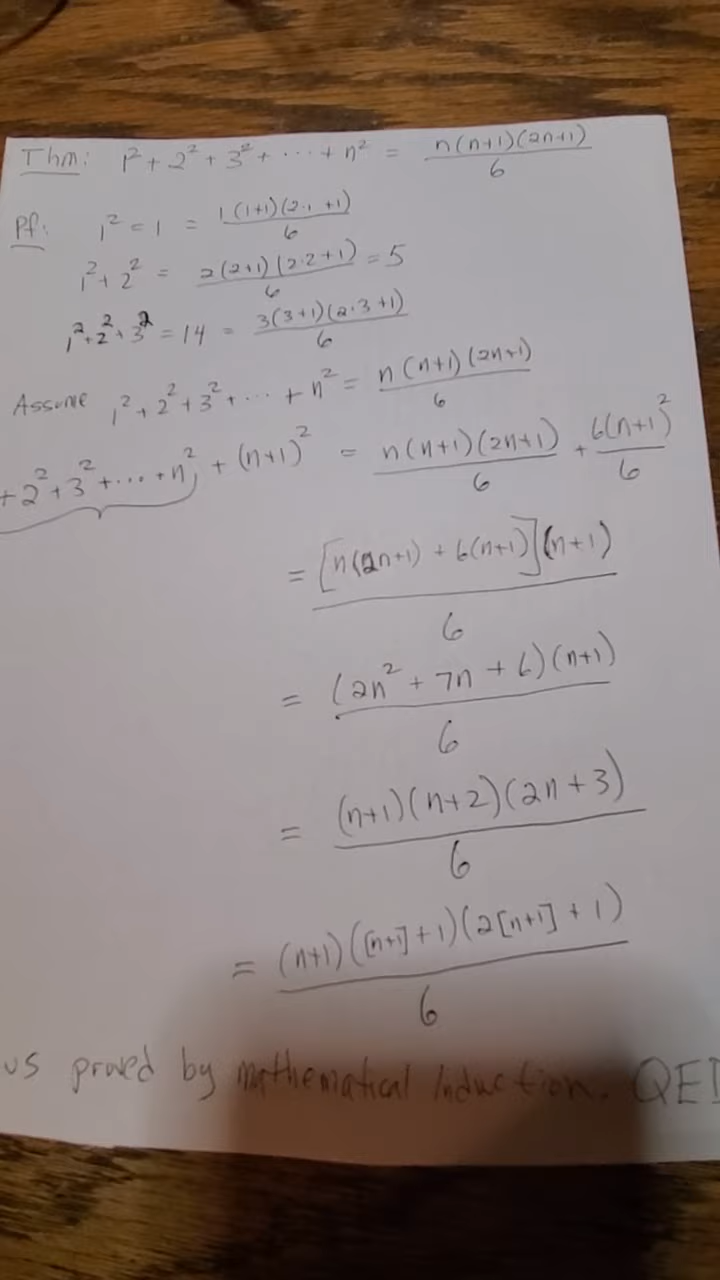 Thm: 1² + 2² + 3² + ··· + n² = n(n+1)(2n+1)/6
Pf: 1² = 1 = 1(1+1)(2·1+1)/6
1² + 2² = 2(2+1)(2·2+1)/6 = 5
1² + 2² + 3² = 14 = 3(3+1)(2·3+1)/6
Assume 1² + 2² + 3² + ··· + n² = n(n+1)(2n+1)/6
+ 2² + 3² + ··· + n² + (n+1)² = n(n+1)(2n+1)/6 + 6(n+1)²/6
= [n(2n+1) + 6(n+1)](n+1)/6
= (2n² + 7n + 6)(n+1)/6
= (n+1)(n+2)(2n+3)/6
= (n+1)([n+1]+1)(2[n+1]+1)/6
us proved by mathematical Induction. QED